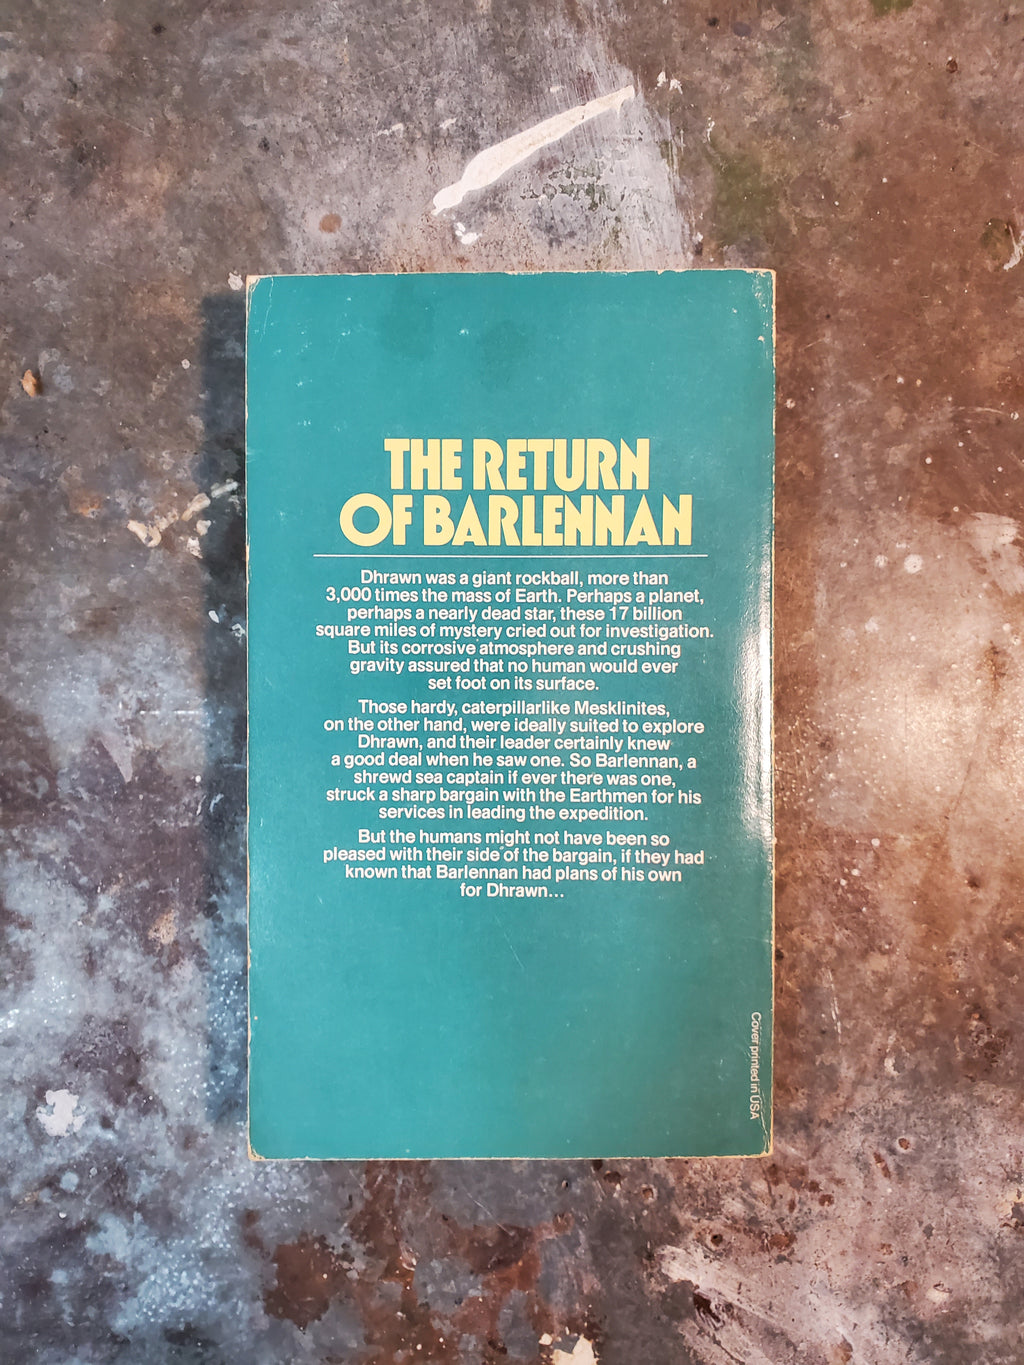 THE RETURN
OF BARLENNAN
Dhrawn was a giant rockball, more than
3,000 times the mass of Earth. Perhaps a planet,
perhaps a nearly dead star, these 17 billion
square miles of mystery cried out for investigation.
But its corrosive atmosphere and crushing
gravity assured that no human would ever
set foot on its surface.
Those hardy, caterpillarlike Mesklinites,
on the other hand, were ideally suited to explore
Dhrawn, and their leader certainly knew
a good deal when he saw one. So Barlennan, a
shrewd sea captain if ever there was one,
struck a sharp bargain with the Earthmen for his
services in leading the expedition.
But the humans might not have been so
pleased with their side of the bargain, if they had
known that Barlennan had plans of his own
for Dhrawn...
Cover printed in USA